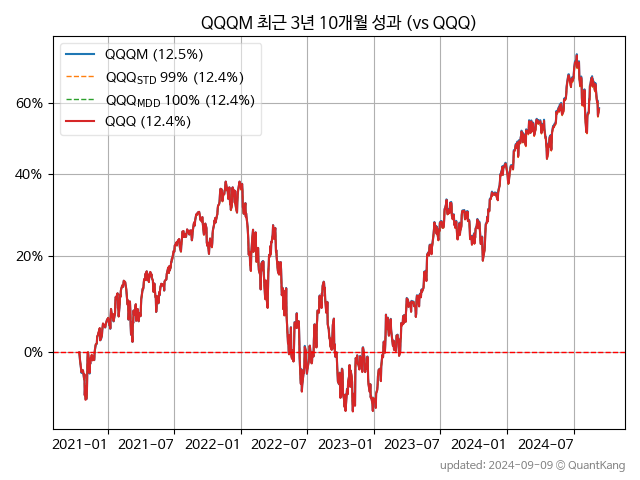 QQQM 최근 3년 10개월 성과 (vs QQQ)
QQQM (12.5%)
QQQSTD 99% (12.4%)
QQQMDD 100% (12.4%)
QQQ (12.4%)
60%
40%
20%
0%
2021-01 2021-07 2022-01 2022-07 2023-01 2023-07 2024-01 2024-07
updated: 2024-09-09 © QuantKang